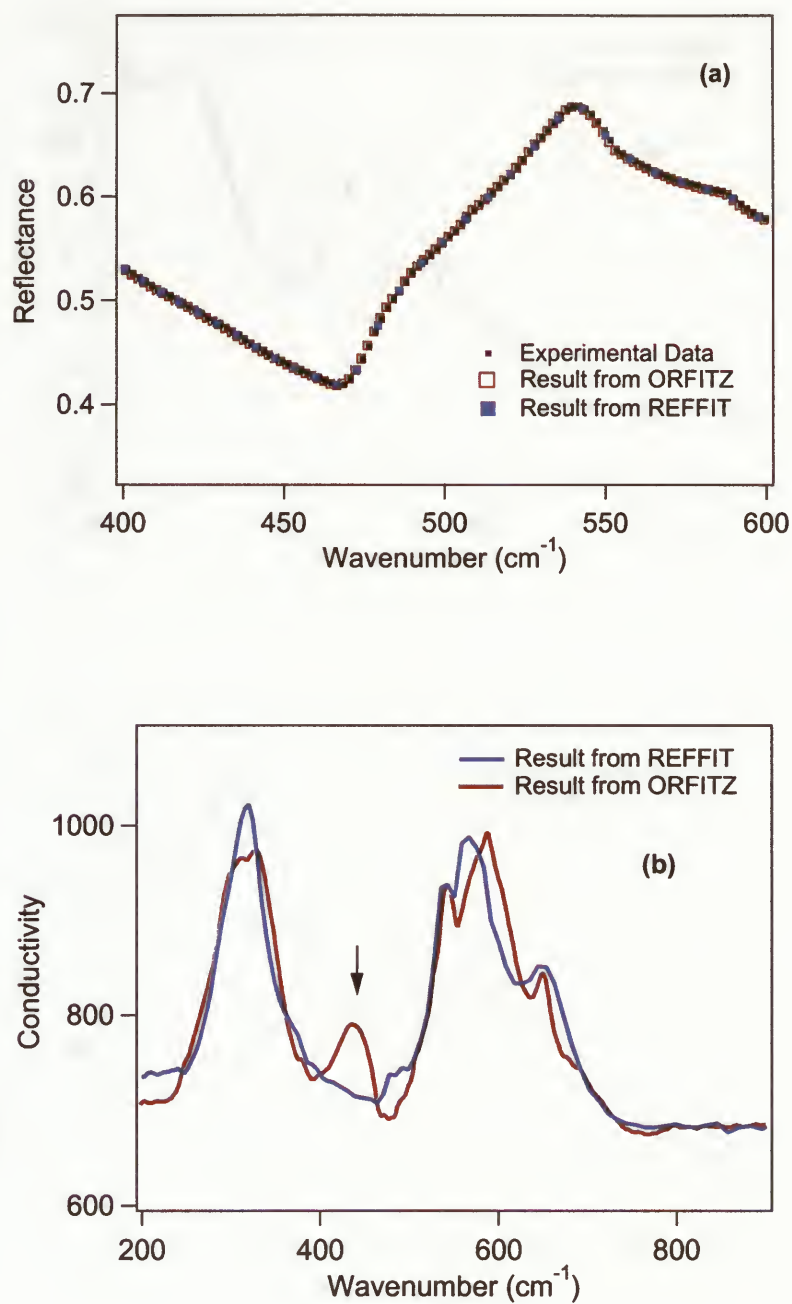 (a)
0.7
0.6
0.5
0.4
Reflectance
Experimental Data
Result from ORFITZ
Result from REFFIT
400 450 500 550 600
Wavenumber (cm⁻¹)
Result from REFFIT
Result from ORFITZ
(b)
1000
800
600
Conductivity
200 400 600 800
Wavenumber (cm⁻¹)